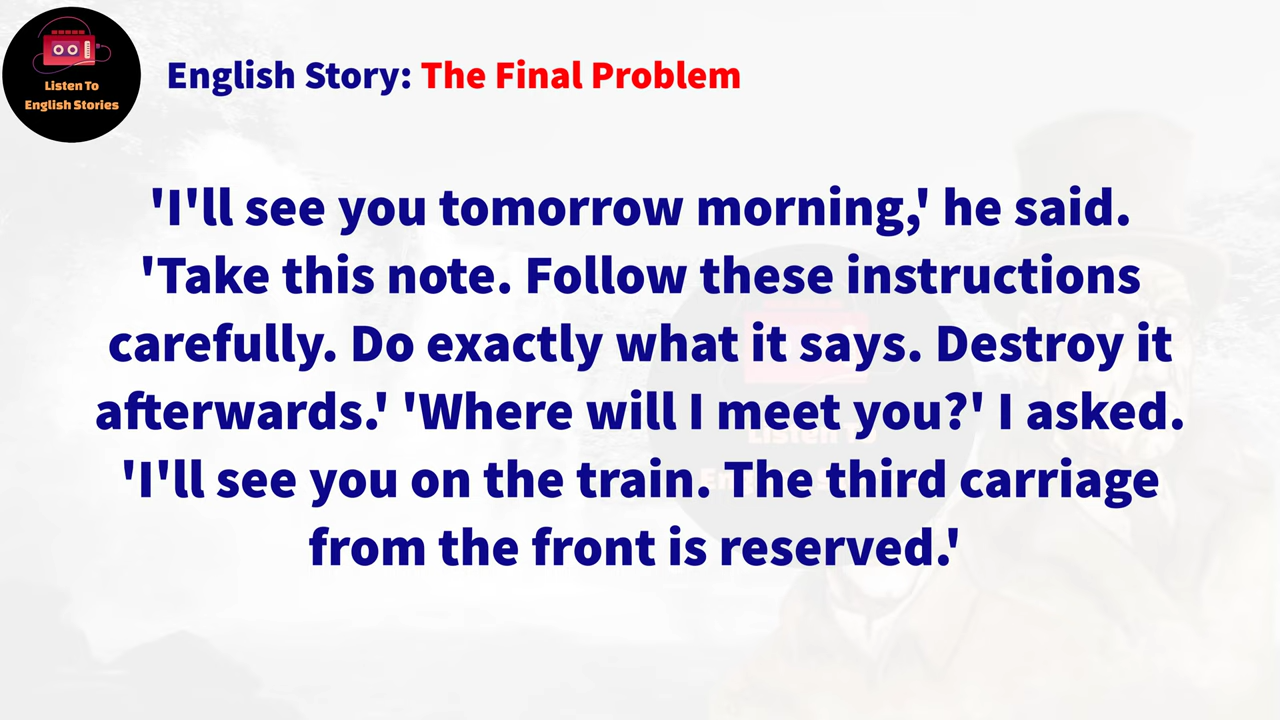 Listen To
English Stories
English Story: The Final Problem
'I'll see you tomorrow morning,' he said.
'Take this note. Follow these instructions
carefully. Do exactly what it says. Destroy it
afterwards.' 'Where will I meet you?' I asked.
'I'll see you on the train. The third carriage
from the front is reserved.'